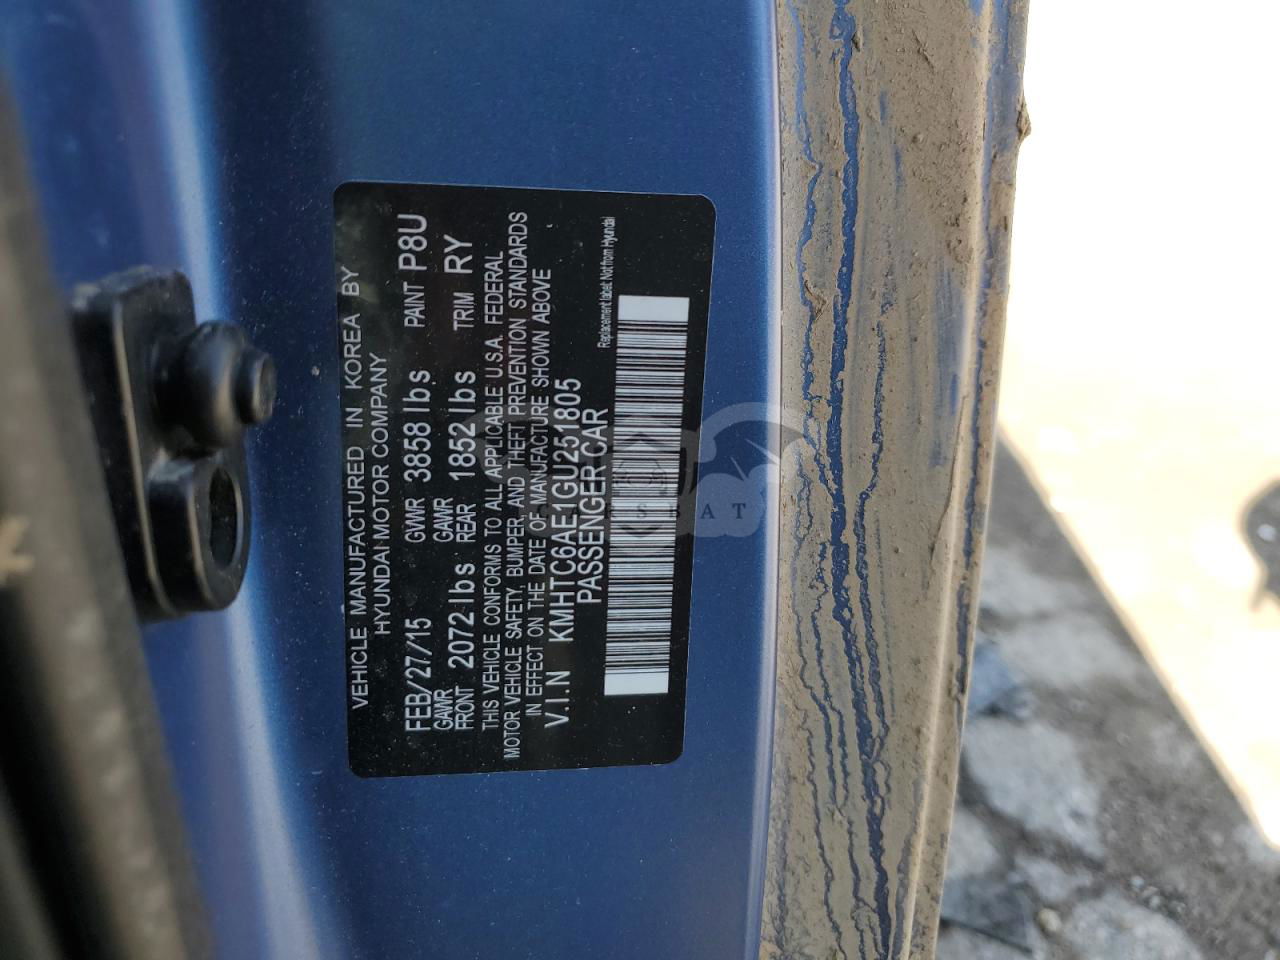 VEHICLE MANUFACTURED IN KOREA BY
HYUNDAI MOTOR COMPANY
FEB/27/15 GVWR 3858 lbs PAINT P8U
GAWR FRONT 2072 lbs GAWR REAR 1852 lbs TRIM RY
THIS VEHICLE CONFORMS TO ALL APPLICABLE U.S.A. FEDERAL
MOTOR VEHICLE SAFETY, BUMPER, AND THEFT PREVENTION STANDARDS
IN EFFECT ON THE DATE OF MANUFACTURE SHOWN ABOVE
V.I.N KMHTC6AE1GU251805
PASSENGER CAR
Replacement label: Not from Hyundai